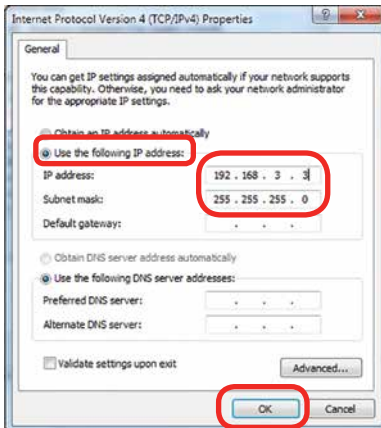 Internet Protocol Version 4 (TCP/IPv4) Properties
General
You can get IP settings assigned automatically if your network supports
this capability. Otherwise, you need to ask your network administrator
for the appropriate IP settings.
Obtain an IP address automatically
Use the following IP address:
IP address: 192 . 168 . 3 . 3
Subnet mask: 255 . 255 . 255 . 0
Default gateway: . . .
Obtain DNS server address automatically
Use the following DNS server addresses:
Preferred DNS server: . . .
Alternate DNS server: . . .
Validate settings upon exit
Advanced...
OK Cancel